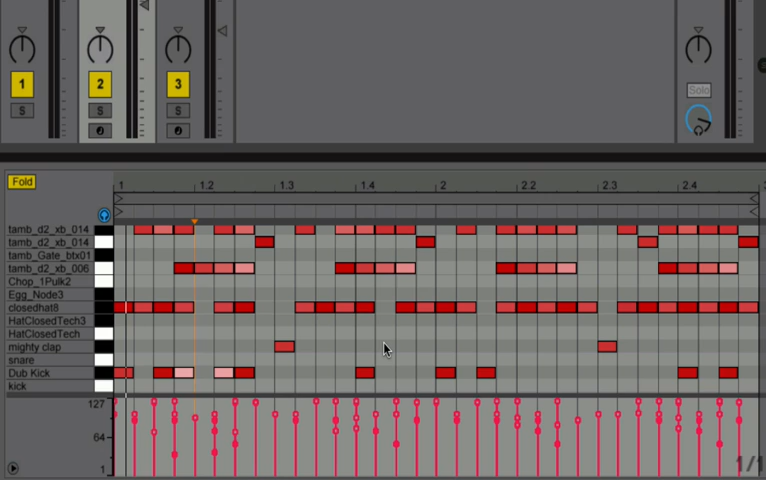 1 2 3
S S S Solo
Fold
1 1.2 1.3 1.4 2 2.2 2.3 2.4
tamb_d2_xb_014
tamb_d2_xb_014
tamb_Gate_btx01
tamb_d2_xb_006
Chop_1Pulk2
Egg_Node3
closedhat8
HatClosedTech3
HatClosedTech
mighty clap
snare
Dub Kick
kick
127
64
1
1/1